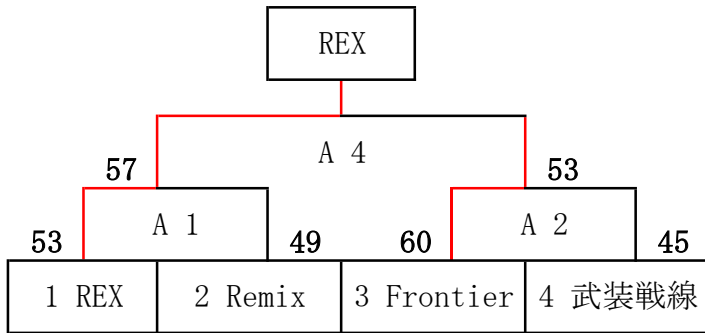 REX
A 4
57
53
A 1
A 2
53
49
60
45
1 REX
2 Remix
3 Frontier
4 武装戦線